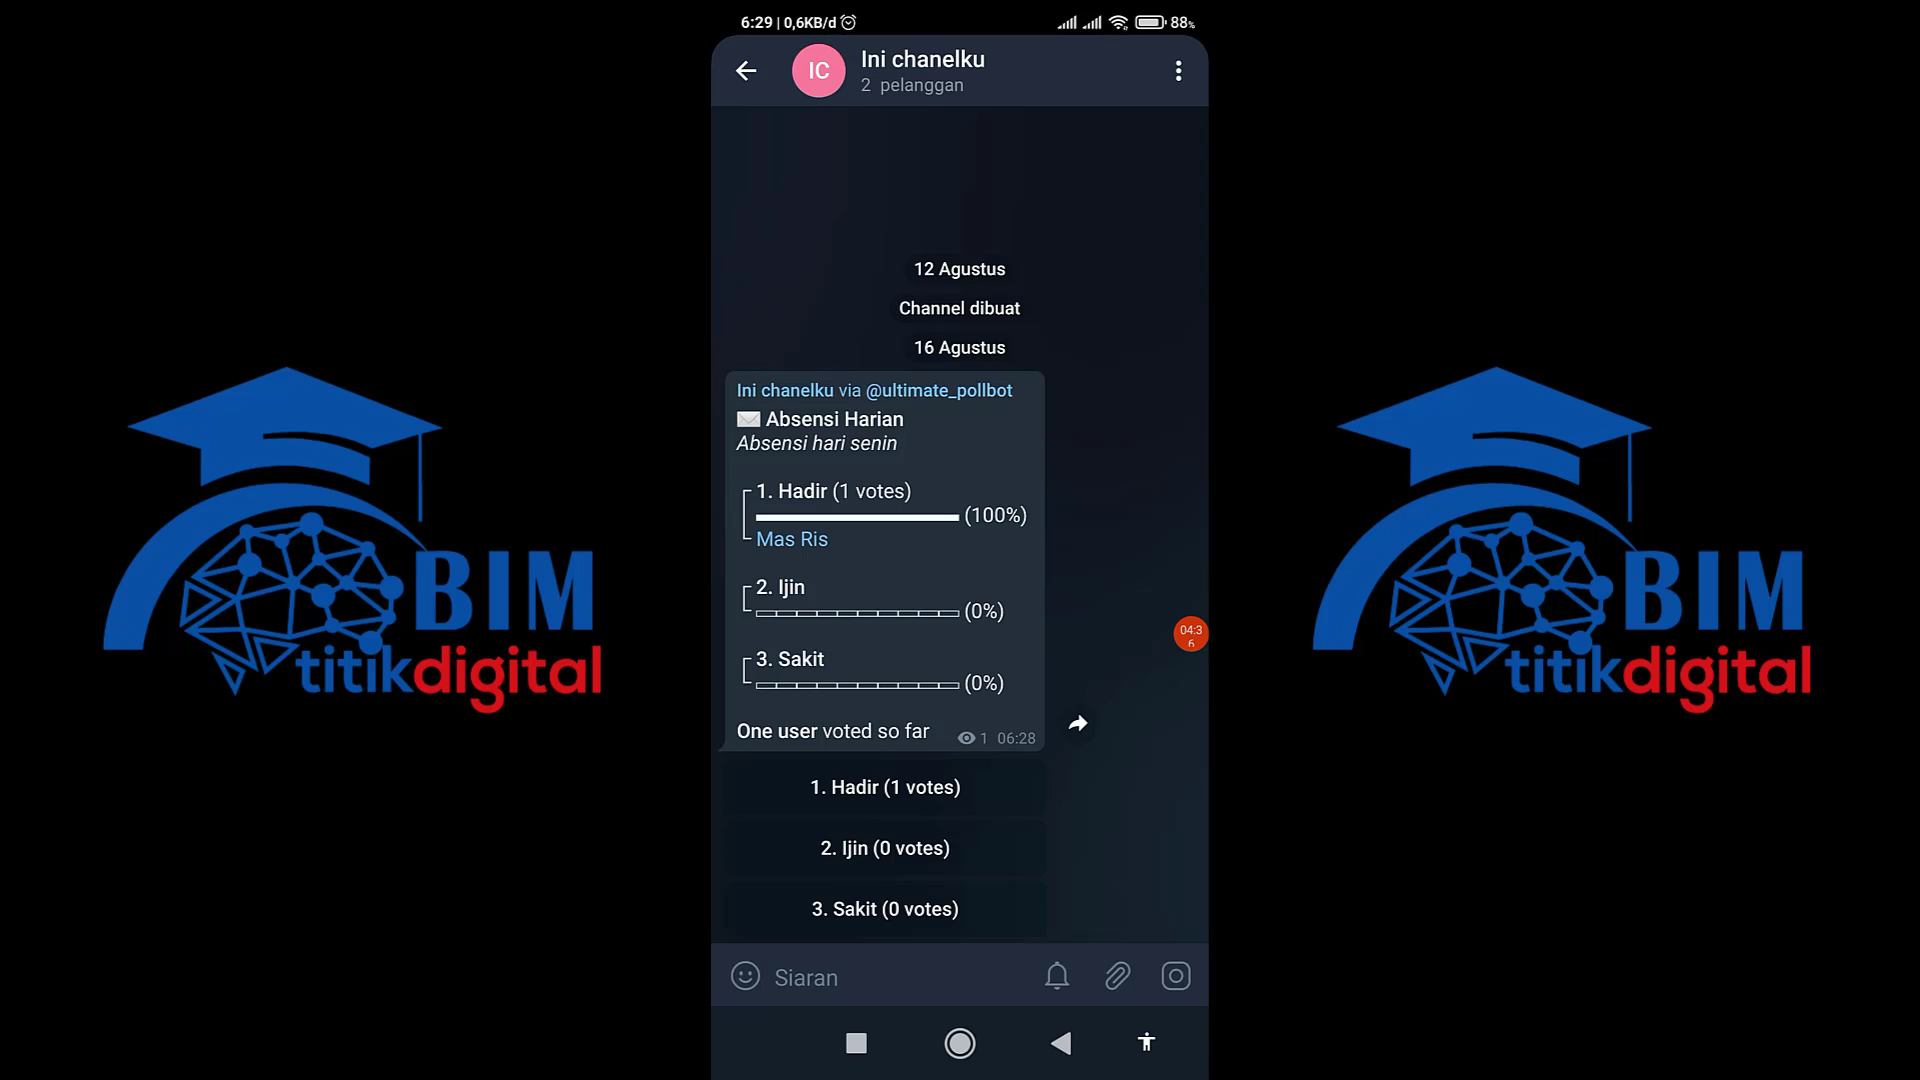 6:29 | 0,6KB/d
88%
IC
Ini chanelku
2 pelanggan
12 Agustus
Channel dibuat
16 Agustus
Ini chanelku via @ultimate_pollbot
Absensi Harian
Absensi hari senin
1. Hadir (1 votes)
(100%)
Mas Ris
2. Ijin
(0%)
3. Sakit
(0%)
One user voted so far
1 06:28
1. Hadir (1 votes)
2. Ijin (0 votes)
3. Sakit (0 votes)
Siaran
04:3
6
BIM
titikdigital
BIM
titikdigital